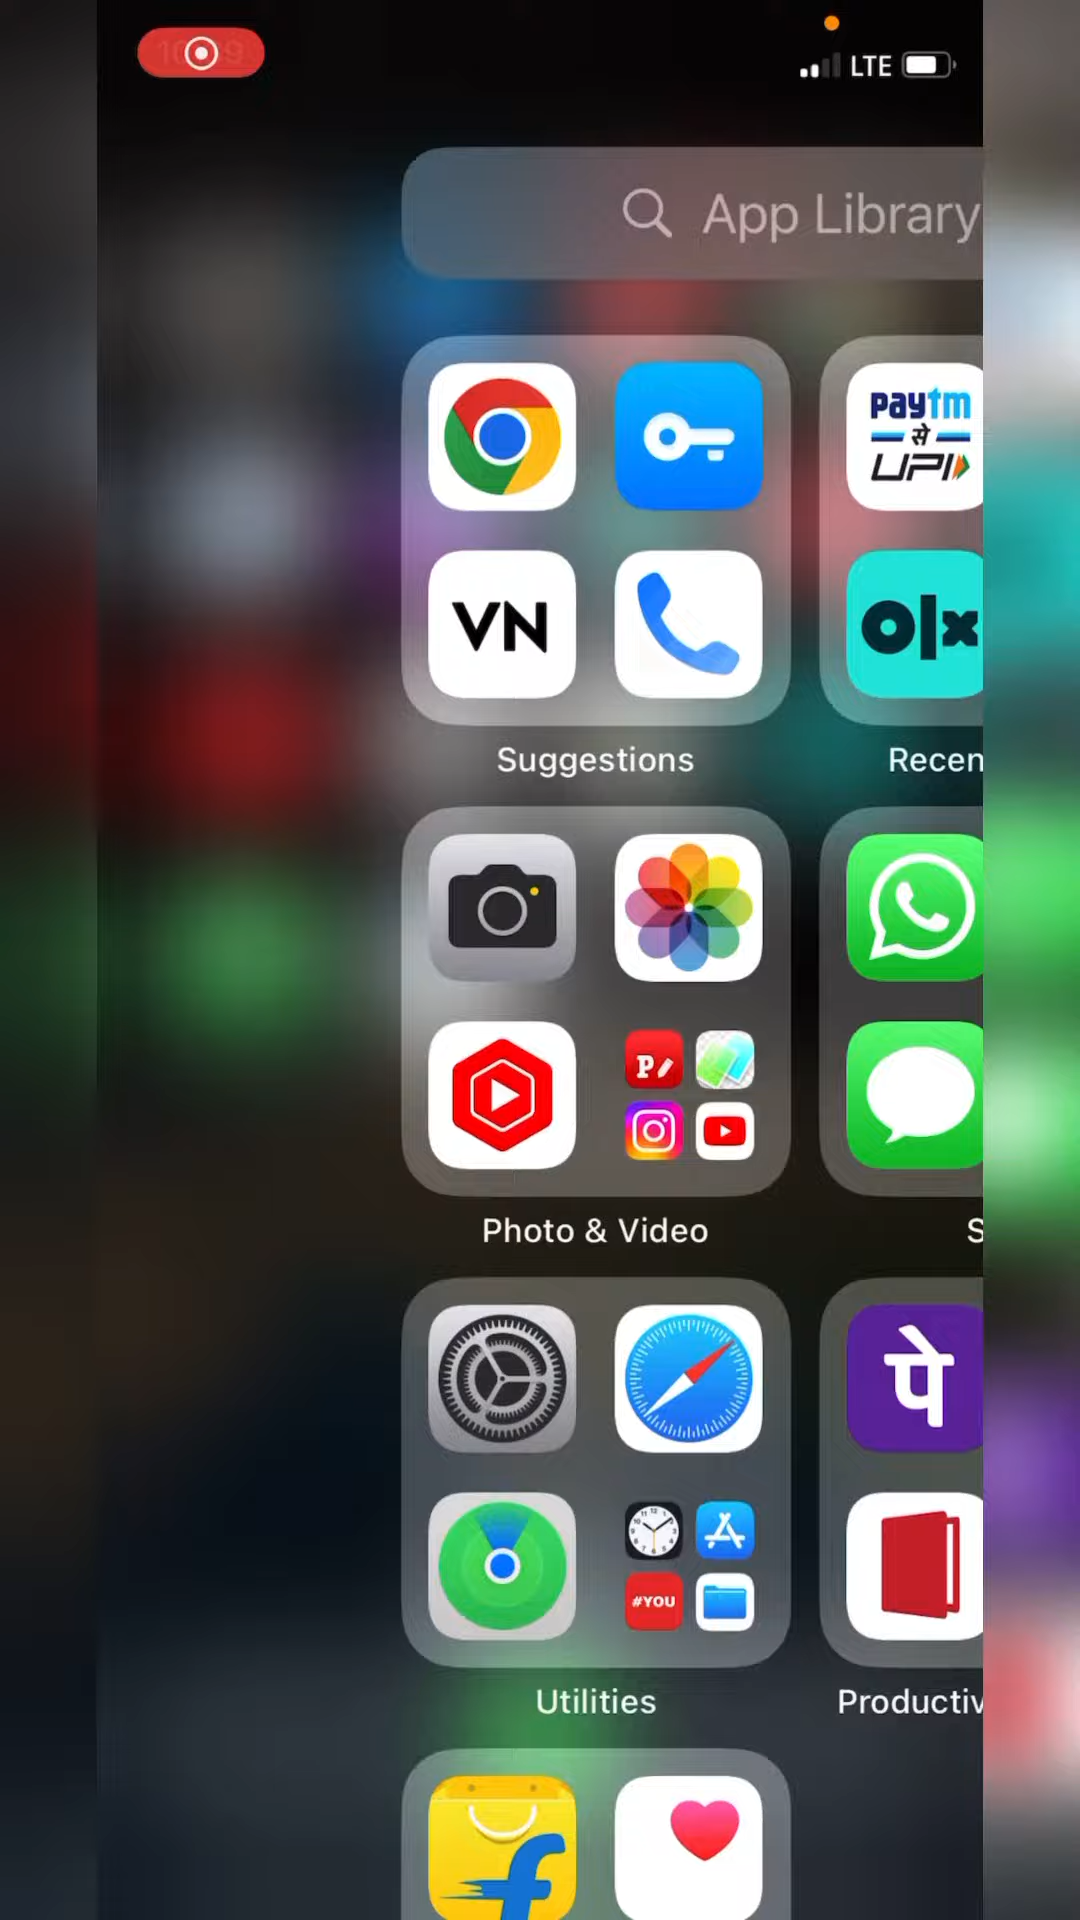 LTE
App Library
paytm
से
UPI
VN
olx
Suggestions
Recen
P
Photo & Video
S
पे
#YOU
Utilities
Productiv
f